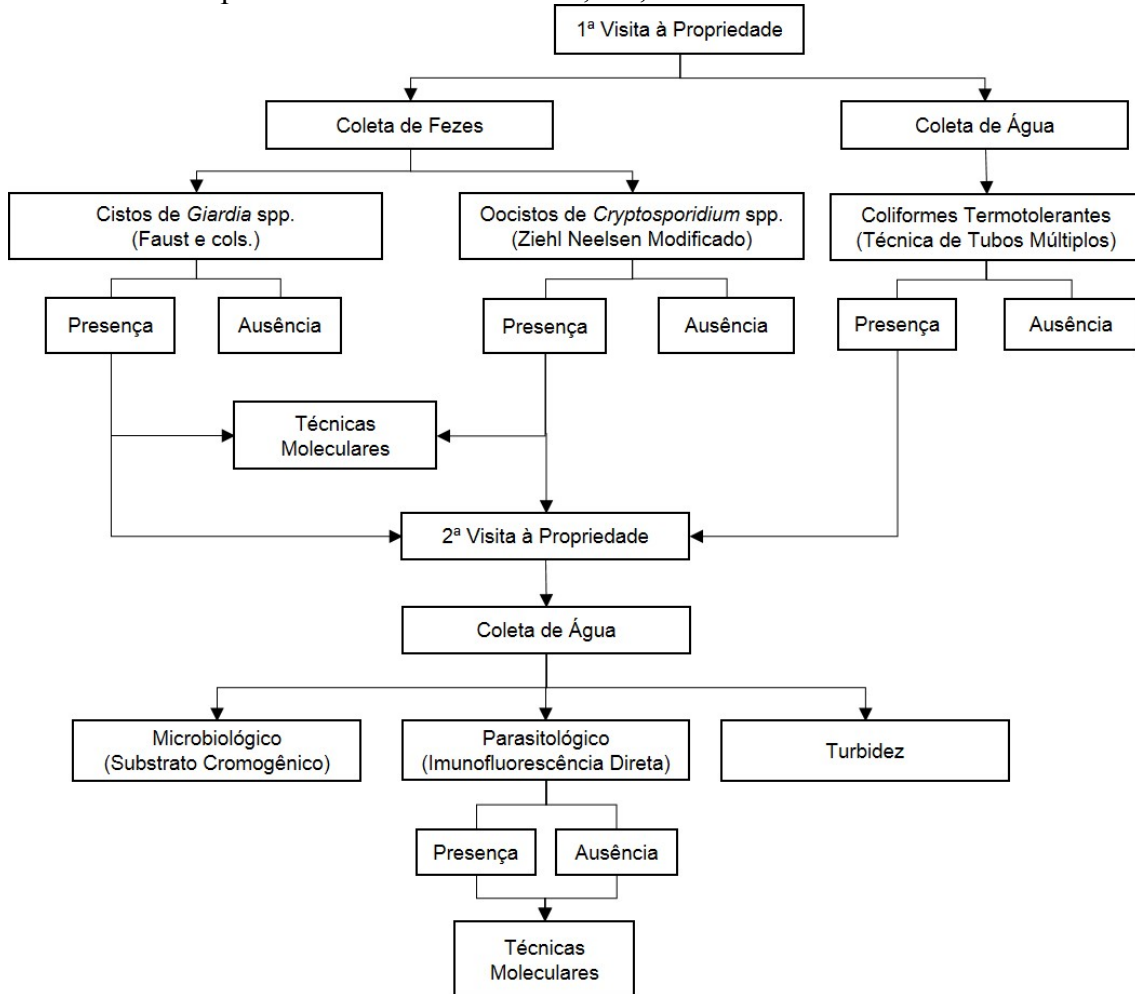 1ª Visita à Propriedade
Coleta de Fezes
Coleta de Água
Cistos de Giardia spp.
(Faust e cols.)
Oocistos de Cryptosporidium spp.
(Ziehl Neelsen Modificado)
Coliformes Termotolerantes
(Técnica de Tubos Múltiplos)
Presença
Ausência
Presença
Ausência
Presença
Ausência
Técnicas
Moleculares
2ª Visita à Propriedade
Coleta de Água
Microbiológico
(Substrato Cromogênico)
Parasitológico
(Imunofluorescência Direta)
Turbidez
Presença
Ausência
Técnicas
Moleculares